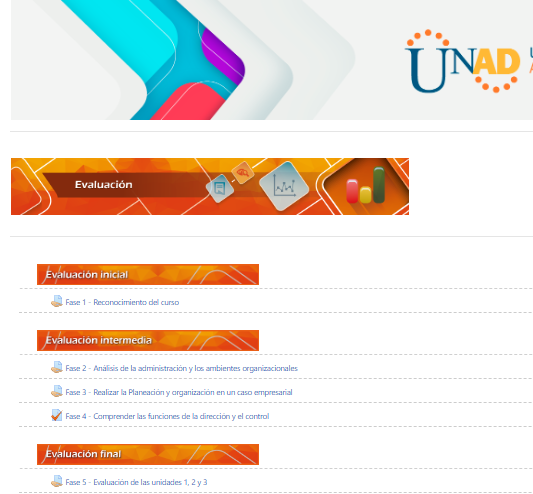 UNAD
Evaluación
Evaluación inicial
Fase 1 - Reconocimiento del curso
Evaluación intermedia
Fase 2 - Análisis de la administración y los ambientes organizacionales
Fase 3 - Realizar la Planeación y organización en un caso empresarial
Fase 4 - Comprender las funciones de la dirección y el control
Evaluación final
Fase 5 - Evaluación de las unidades 1, 2 y 3